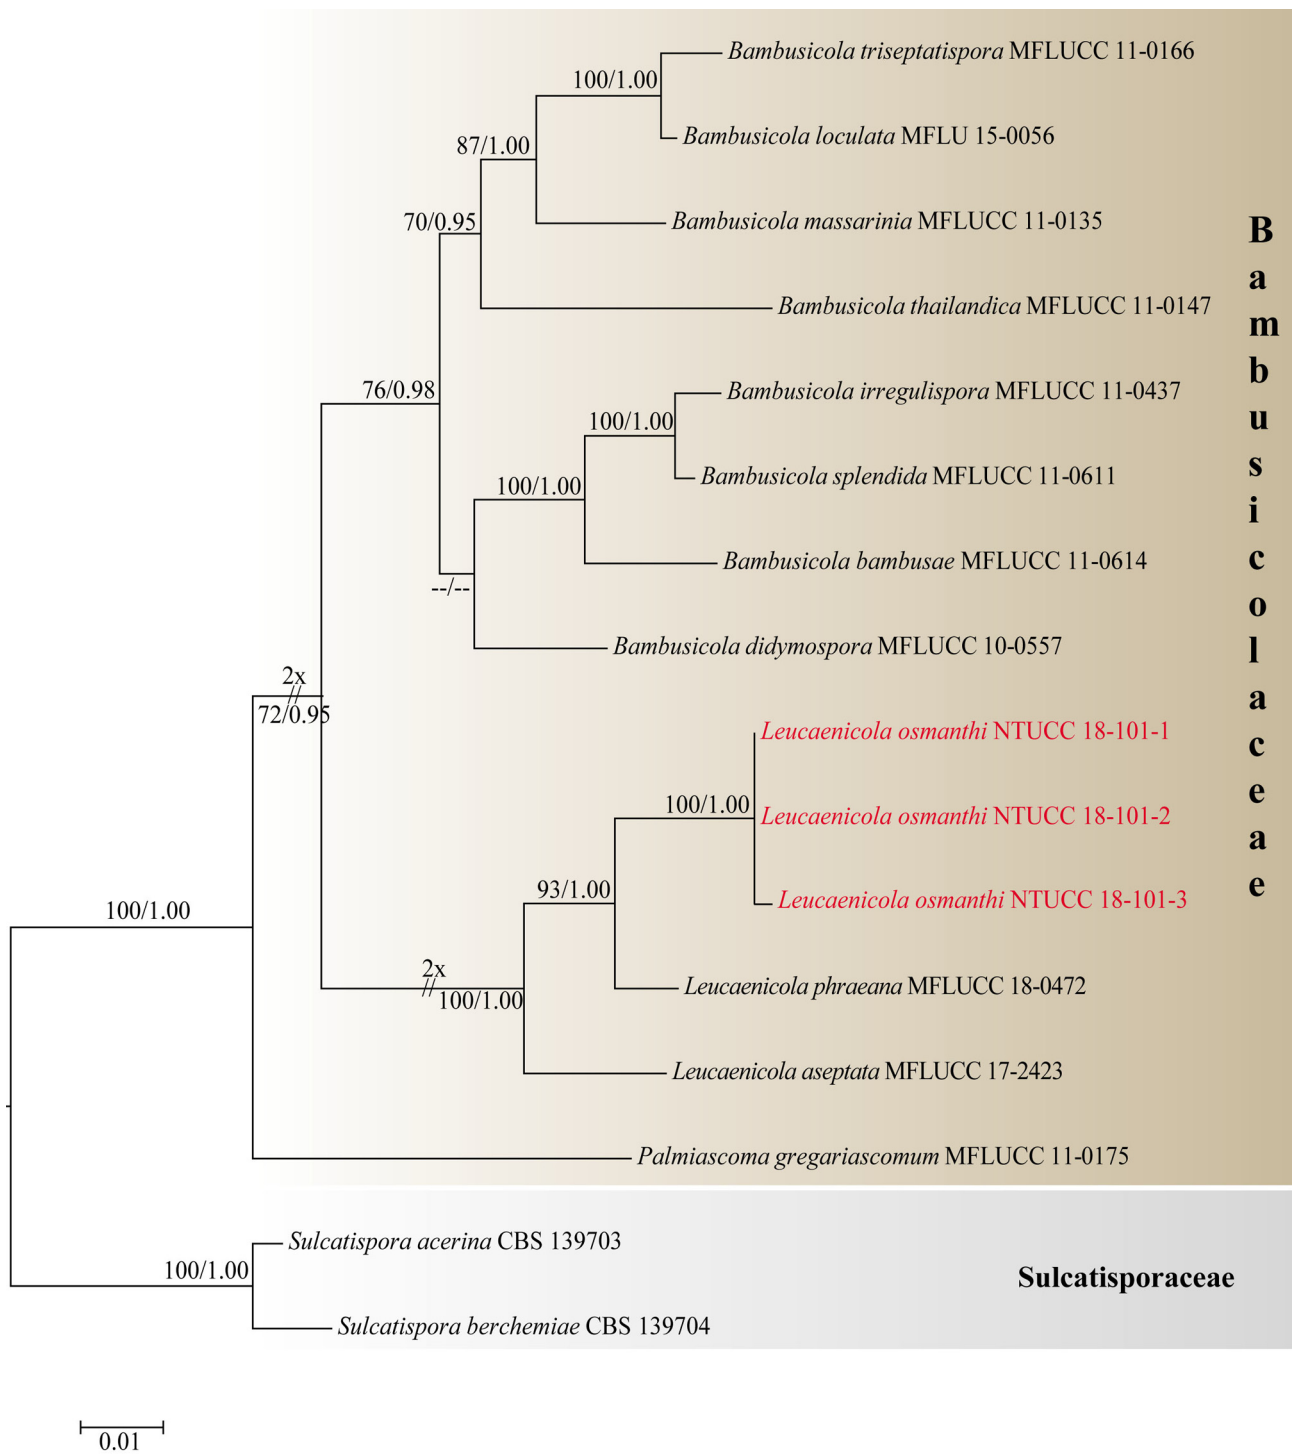 Bambusicola triseptatispora MFLUCC 11-0166
100/1.00
Bambusicola loculata MFLU 15-0056
87/1.00
Bambusicola massarinia MFLUCC 11-0135
70/0.95
Bambusicola thailandica MFLUCC 11-0147
76/0.98
Bambusicola irregulispora MFLUCC 11-0437
100/1.00
Bambusicola splendida MFLUCC 11-0611
100/1.00
Bambusicola bambusae MFLUCC 11-0614
--/--
Bambusicola didymospora MFLUCC 10-0557
2x
72/0.95
Leucaenicola osmanthi NTUCC 18-101-1
100/1.00
Leucaenicola osmanthi NTUCC 18-101-2
93/1.00
Leucaenicola osmanthi NTUCC 18-101-3
100/1.00
2x
100/1.00
Leucaenicola phraeana MFLUCC 18-0472
Leucaenicola aseptata MFLUCC 17-2423
Palmiascoma gregariascomum MFLUCC 11-0175
Bambusicolaceae
Sulcatispora acerina CBS 139703
100/1.00
Sulcatisporaceae
Sulcatispora berchemiae CBS 139704
0.01